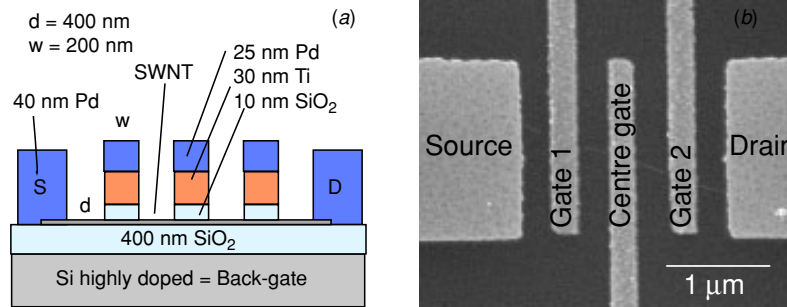 d = 400 nm
w = 200 nm
(a)
25 nm Pd
SWNT
30 nm Ti
40 nm Pd
10 nm SiO₂
w
S
d
D
400 nm SiO₂
Si highly doped = Back-gate
(b)
Source
Gate 1
Centre gate
Gate 2
Drain
1 μm